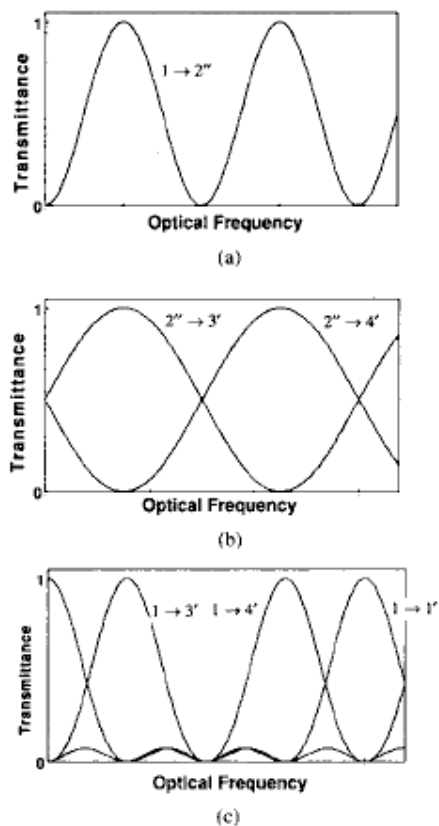 1
Transmittance
1 → 2″
0
Optical Frequency
(a)
1
Transmittance
2″ → 3′ 2″ → 4′
0
Optical Frequency
(b)
1
Transmittance
1 → 3′ 1 → 4′ 1 → 1′
0
Optical Frequency
(c)